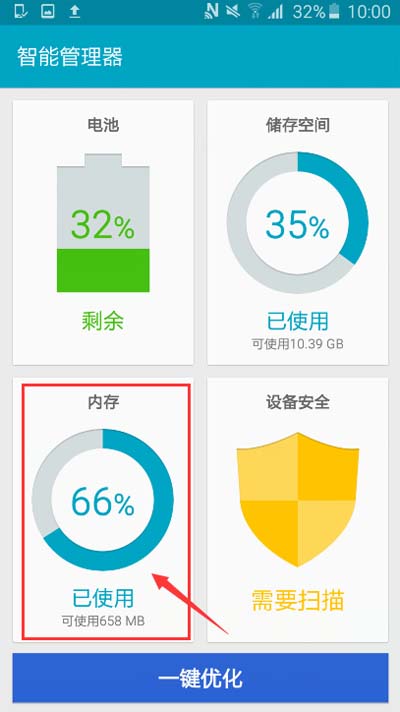 32% 10:00
智能管理器
电池
32%
剩余
储存空间
35%
已使用
可使用10.39 GB
内存
66%
已使用
可使用658 MB
设备安全
需要扫描
一键优化